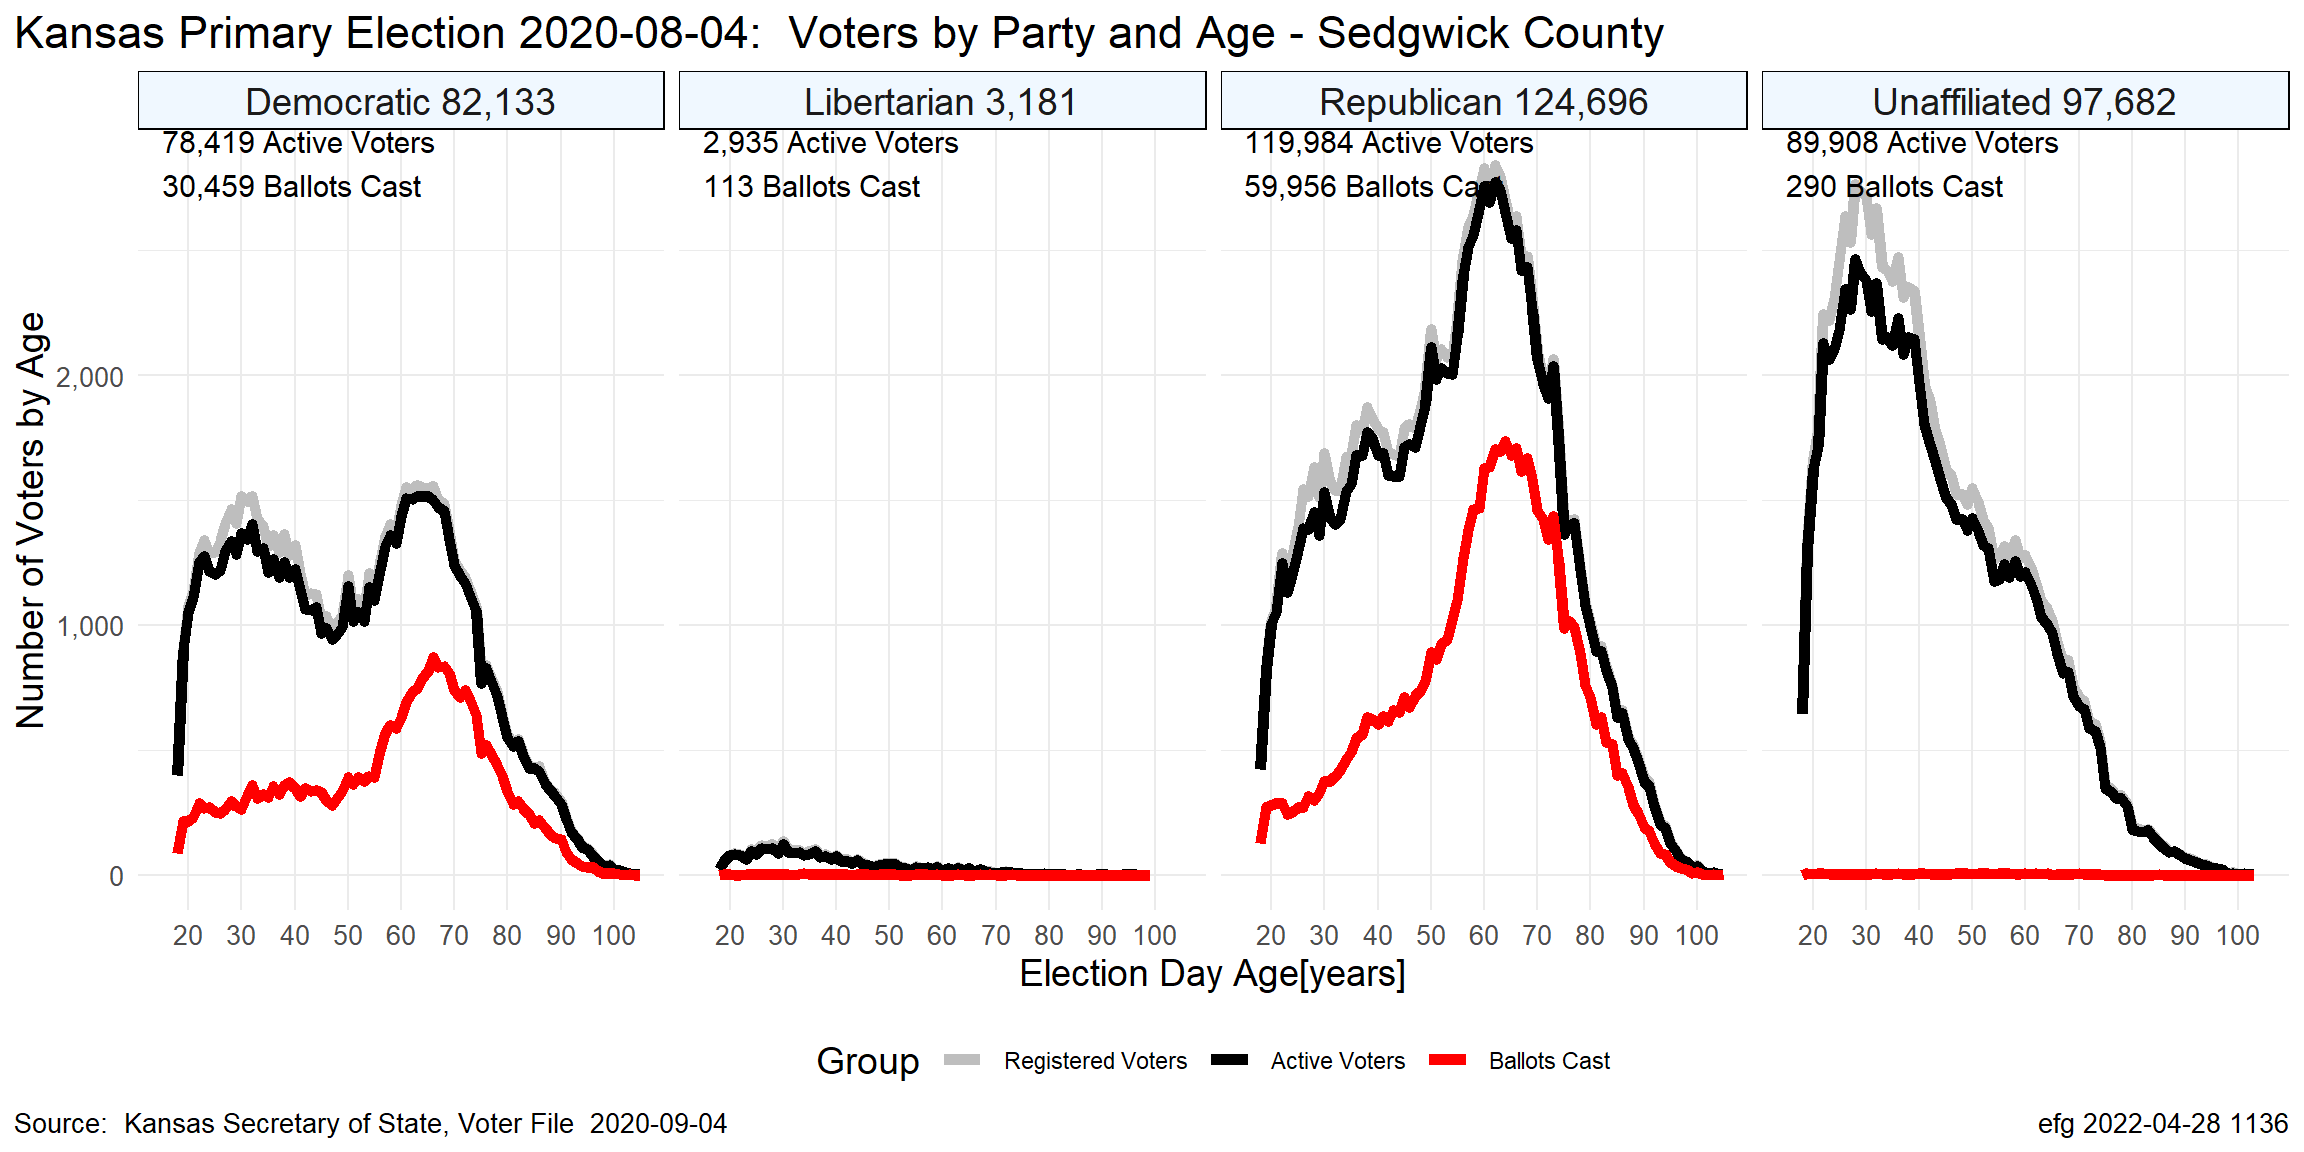 Kansas Primary Election 2020-08-04:  Voters by Party and Age - Sedgwick County
Democratic 82,133
Libertarian 3,181
Republican 124,696
Unaffiliated 97,682
78,419 Active Voters
30,459 Ballots Cast
2,935 Active Voters
113 Ballots Cast
119,984 Active Voters
59,956 Ballots Cast
89,908 Active Voters
290 Ballots Cast
Number of Voters by Age
2,000
1,000
0
20 30 40 50 60 70 80 90 100
20 30 40 50 60 70 80 90 100
20 30 40 50 60 70 80 90 100
20 30 40 50 60 70 80 90 100
Election Day Age[years]
Group Registered Voters Active Voters Ballots Cast
Source:  Kansas Secretary of State, Voter File  2020-09-04
efg 2022-04-28 1136